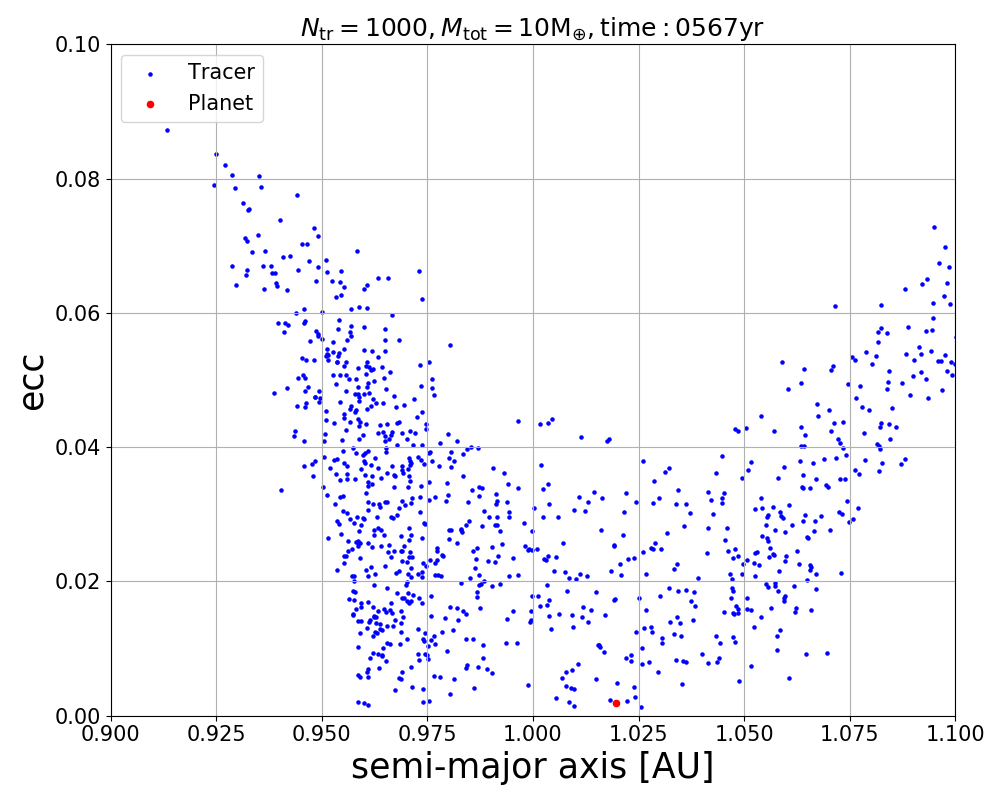 N_tr = 1000, M_tot = 10M_⊕, time : 0567yr
Tracer
Planet
ecc
0.10
0.08
0.06
0.04
0.02
0.00
0.900 0.925 0.950 0.975 1.000 1.025 1.050 1.075 1.100
semi-major axis [AU]